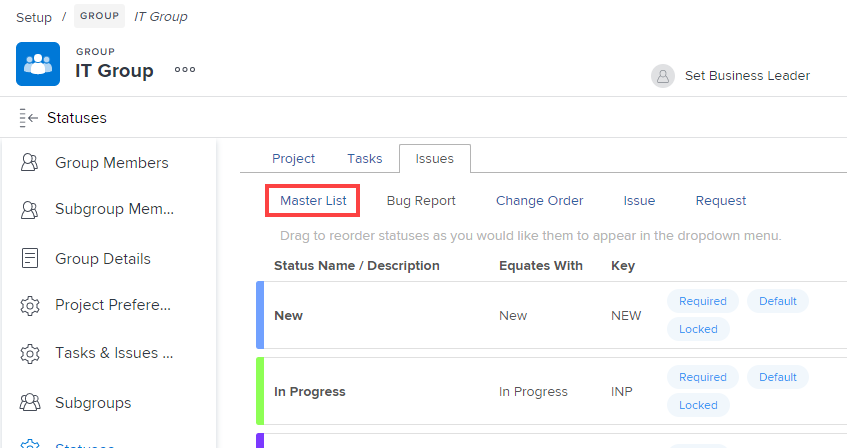 Setup / GROUP IT Group
GROUP
IT Group
Set Business Leader
Statuses
Group Members
Subgroup Mem...
Group Details
Project Prefere...
Tasks & Issues ...
Subgroups
Statuses
Project Tasks Issues
Master List Bug Report Change Order Issue Request
Drag to reorder statuses as you would like them to appear in the dropdown menu.
Status Name / Description Equates With Key
New New NEW Required Default
Locked
In Progress In Progress INP Required Default
Locked